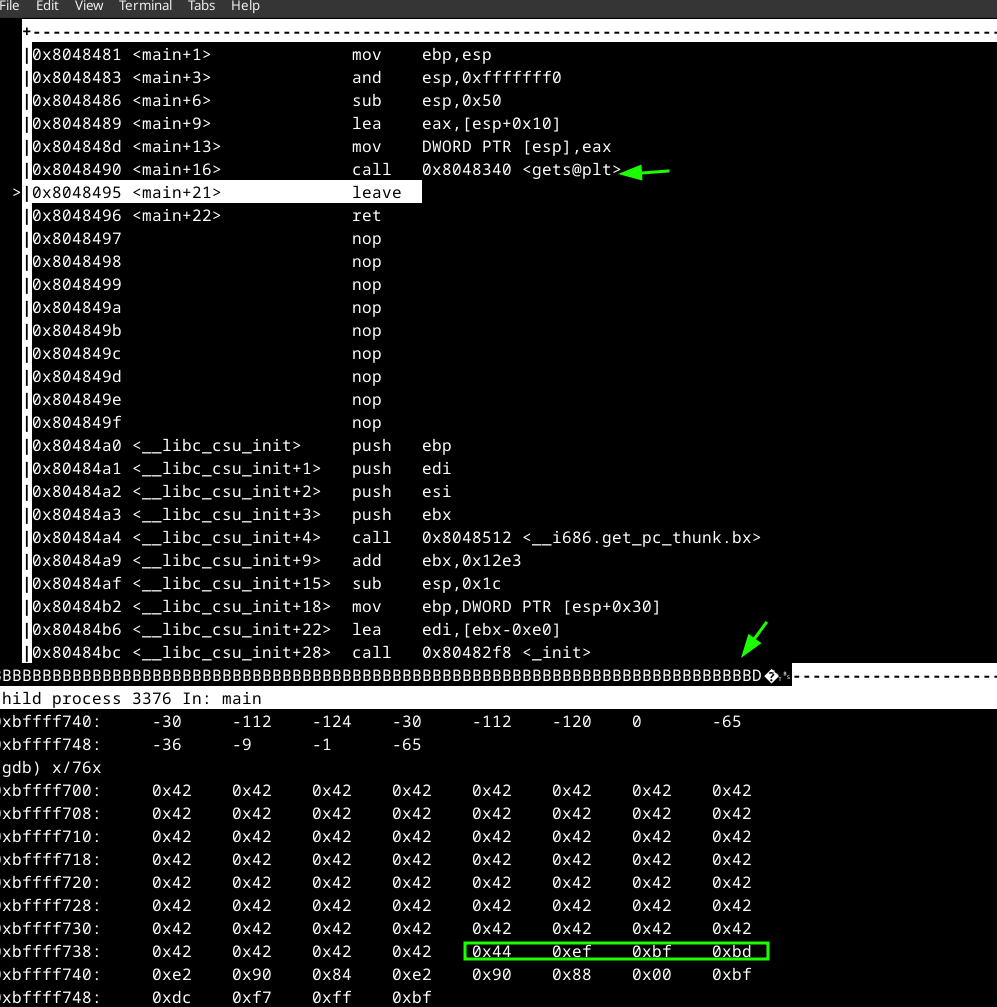 File Edit View Terminal Tabs Help
+-------------------------------------------------------------------------------------------------
|0x8048481 <main+1> mov ebp,esp
|0x8048483 <main+3> and esp,0xfffffff0
|0x8048486 <main+6> sub esp,0x50
|0x8048489 <main+9> lea eax,[esp+0x10]
|0x804848d <main+13> mov DWORD PTR [esp],eax
|0x8048490 <main+16> call 0x8048340 <gets@plt>
>|0x8048495 <main+21> leave
|0x8048496 <main+22> ret
|0x8048497 nop
|0x8048498 nop
|0x8048499 nop
|0x804849a nop
|0x804849b nop
|0x804849c nop
|0x804849d nop
|0x804849e nop
|0x804849f nop
|0x80484a0 <__libc_csu_init> push ebp
|0x80484a1 <__libc_csu_init+1> push edi
|0x80484a2 <__libc_csu_init+2> push esi
|0x80484a3 <__libc_csu_init+3> push ebx
|0x80484a4 <__libc_csu_init+4> call 0x8048512 <__i686.get_pc_thunk.bx>
|0x80484a9 <__libc_csu_init+9> add ebx,0x12e3
|0x80484af <__libc_csu_init+15> sub esp,0x1c
|0x80484b2 <__libc_csu_init+18> mov ebp,DWORD PTR [esp+0x30]
|0x80484b6 <__libc_csu_init+22> lea edi,[ebx-0xe0]
|0x80484bc <__libc_csu_init+28> call 0x80482f8 <_init>
BBBBBBBBBBBBBBBBBBBBBBBBBBBBBBBBBBBBBBBBBBBBBBBBBBBBBBBBBBBBBBBBBBBBBBBBBBBD�---------------------
hild process 3376 In: main
xbffff740: -30 -112 -124 -30 -112 -120 0 -65
xbffff748: -36 -9 -1 -65
gdb) x/76x
xbffff700: 0x42 0x42 0x42 0x42 0x42 0x42 0x42 0x42
xbffff708: 0x42 0x42 0x42 0x42 0x42 0x42 0x42 0x42
xbffff710: 0x42 0x42 0x42 0x42 0x42 0x42 0x42 0x42
xbffff718: 0x42 0x42 0x42 0x42 0x42 0x42 0x42 0x42
xbffff720: 0x42 0x42 0x42 0x42 0x42 0x42 0x42 0x42
xbffff728: 0x42 0x42 0x42 0x42 0x42 0x42 0x42 0x42
xbffff730: 0x42 0x42 0x42 0x42 0x42 0x42 0x42 0x42
xbffff738: 0x42 0x42 0x42 0x42 0x44 0xef 0xbf 0xbd
xbffff740: 0xe2 0x90 0x84 0xe2 0x90 0x88 0x00 0xbf
xbffff748: 0xdc 0xf7 0xff 0xbf